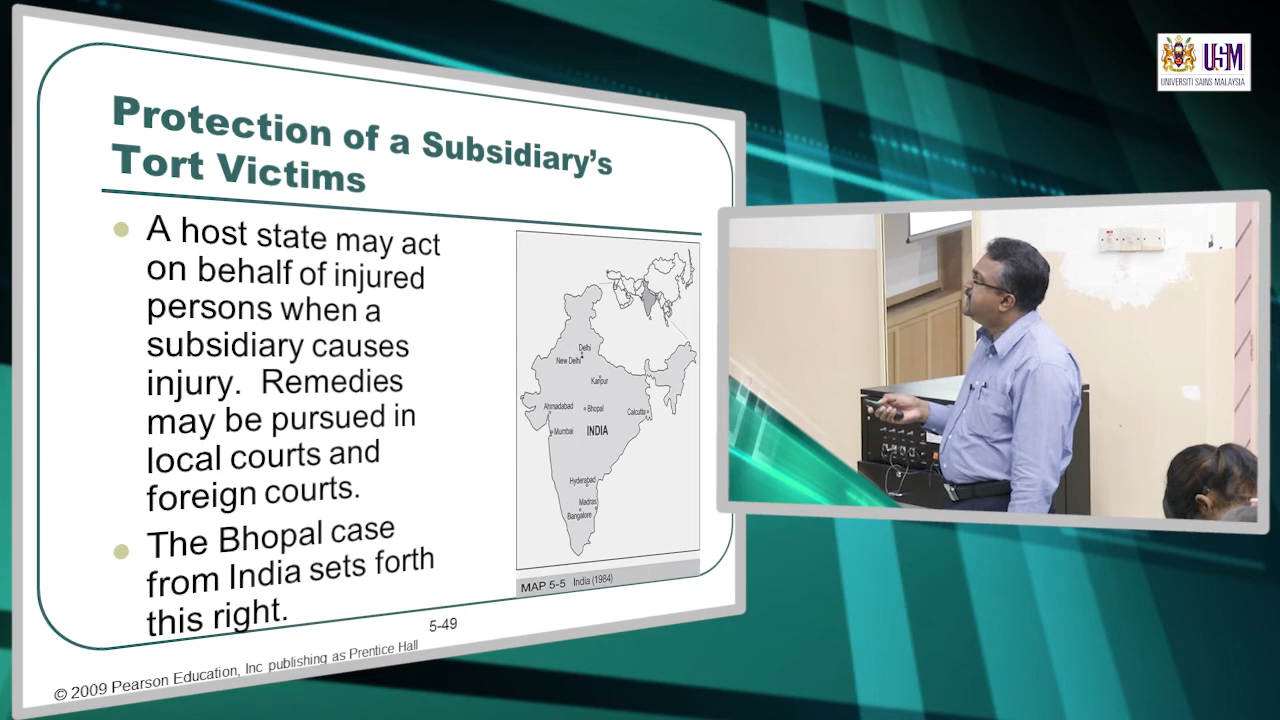 Protection of a Subsidiary's
Tort Victims
A host state may act
on behalf of injured
persons when a
subsidiary causes
injury. Remedies
may be pursued in
local courts and
foreign courts.
The Bhopal case
from India sets forth
this right.
Delhi
New Delhi
Kanpur
Ahmadabad
Bhopal
Calcutta
Mumbai
INDIA
Hyderabad
Madras
Bangalore
MAP 5-5 India (1984)
5-49
© 2009 Pearson Education, Inc publishing as Prentice Hall
USM
UNIVERSITI SAINS MALAYSIA